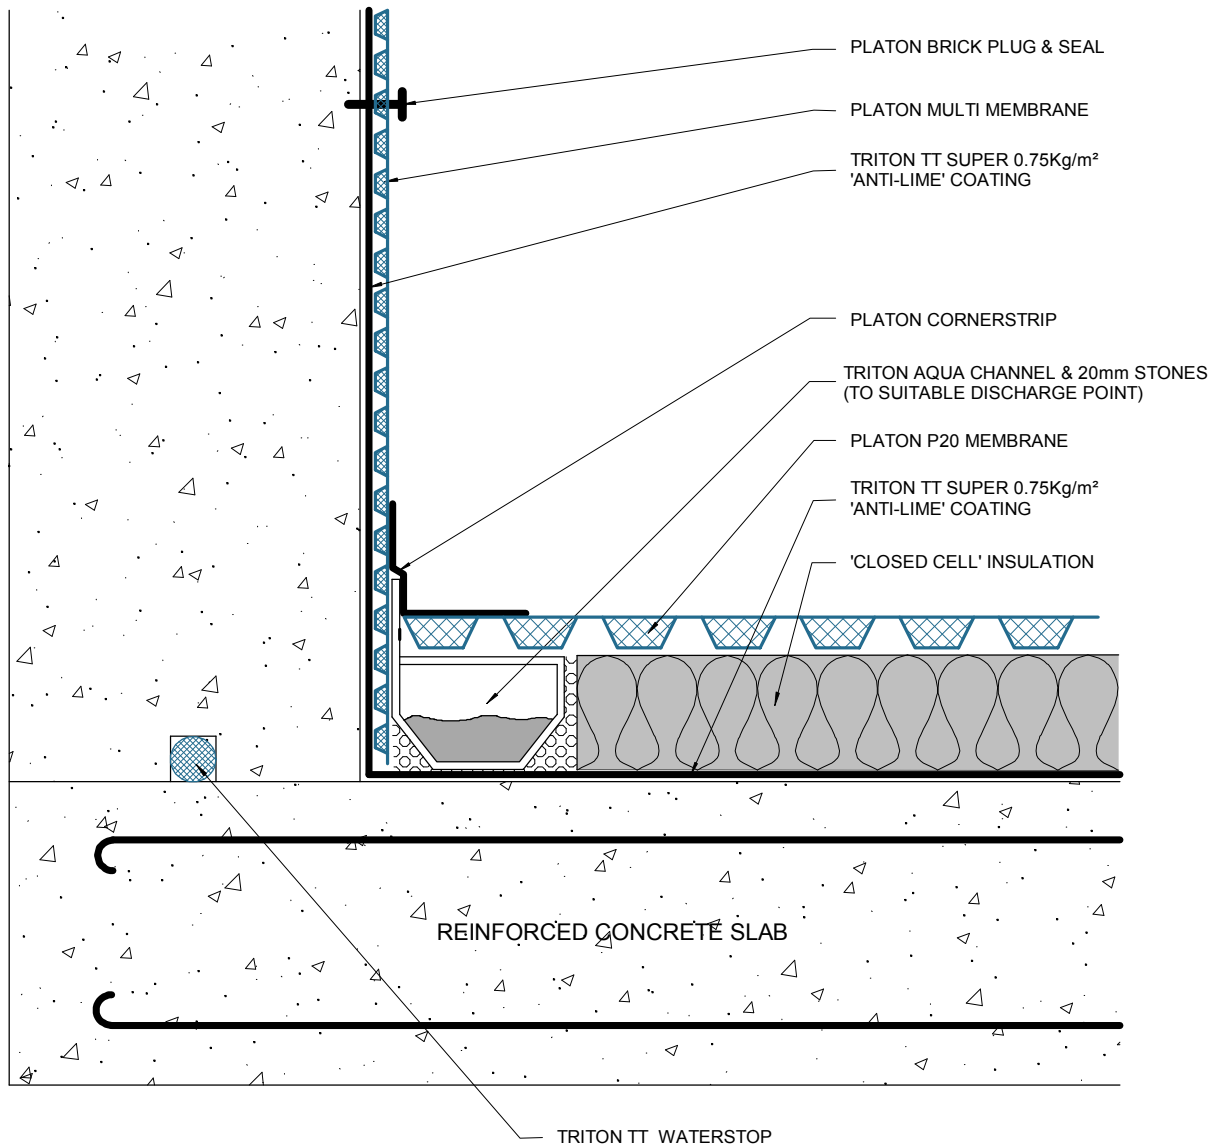 PLATON BRICK PLUG & SEAL
PLATON MULTI MEMBRANE
TRITON TT SUPER 0.75Kg/m²
'ANTI-LIME' COATING
PLATON CORNERSTRIP
TRITON AQUA CHANNEL & 20mm STONES
(TO SUITABLE DISCHARGE POINT)
PLATON P20 MEMBRANE
TRITON TT SUPER 0.75Kg/m²
'ANTI-LIME' COATING
'CLOSED CELL' INSULATION
REINFORCED CONCRETE SLAB
TRITON TT WATERSTOP